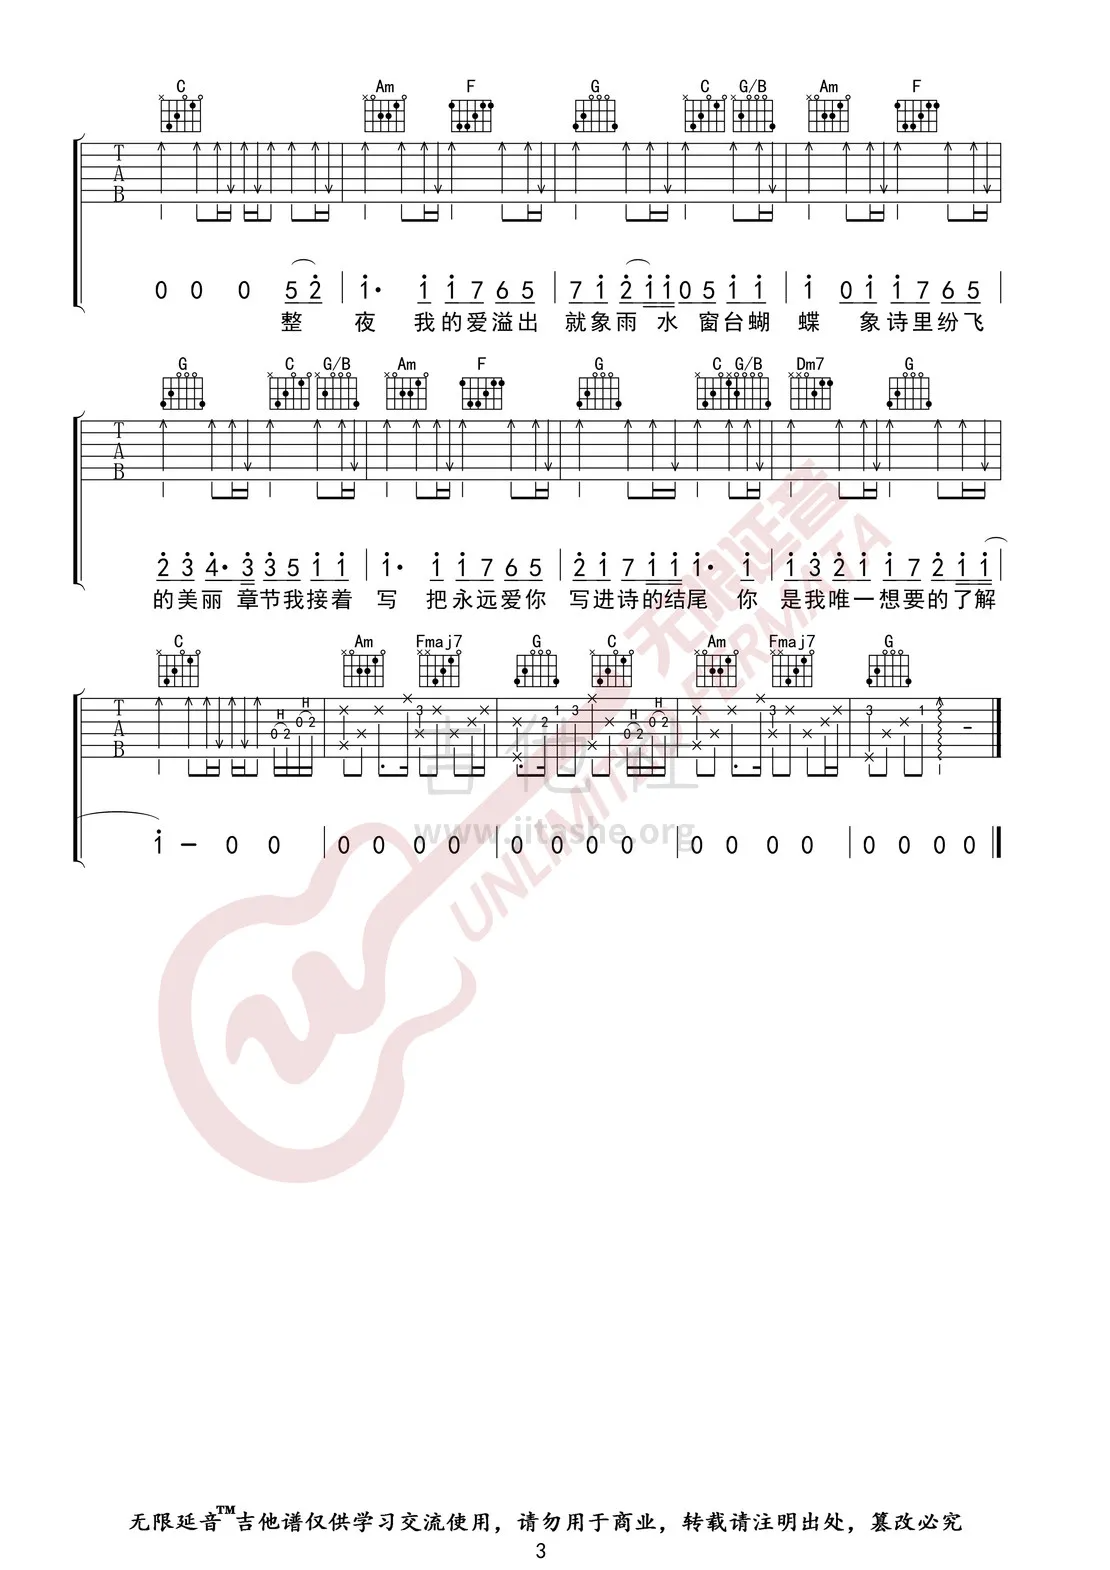 C Am F G C G/B Am F
T
A
B
0 0 0 5 2 1· 1 1 7 6 5 7 1 2 1 1 0 5 1 1 1 0 1 1 7 6 5
整 夜 我的爱溢出 就象雨 水 窗台蝴 蝶 象诗里纷飞
G C G/B Am F G C G/B Dm7 G
T
A
B
2 3 4· 3 3 5 1 1 1· 1 1 7 6 5 2 1 7 1 1 1· 1 1 3 2 1 1 7 2 1 1
的美丽 章节我接着 写 把永远爱你 写进诗的结尾 你 是我唯一想要的了解
C Am Fmaj7 G C Am Fmaj7 G
H H H H
T
A
B
0 2 0 2 3 2 1 3 0 2 0 2 3 3 1 –
1 – 0 0 0 0 0 0 0 0 0 0 0 0 0 0 0 0 0 0
无限延音
UNLIMITED FERMATA
吉他社
www.jitashe.org
无限延音™吉他谱仅供学习交流使用，请勿用于商业，转载请注明出处，篡改必究
3